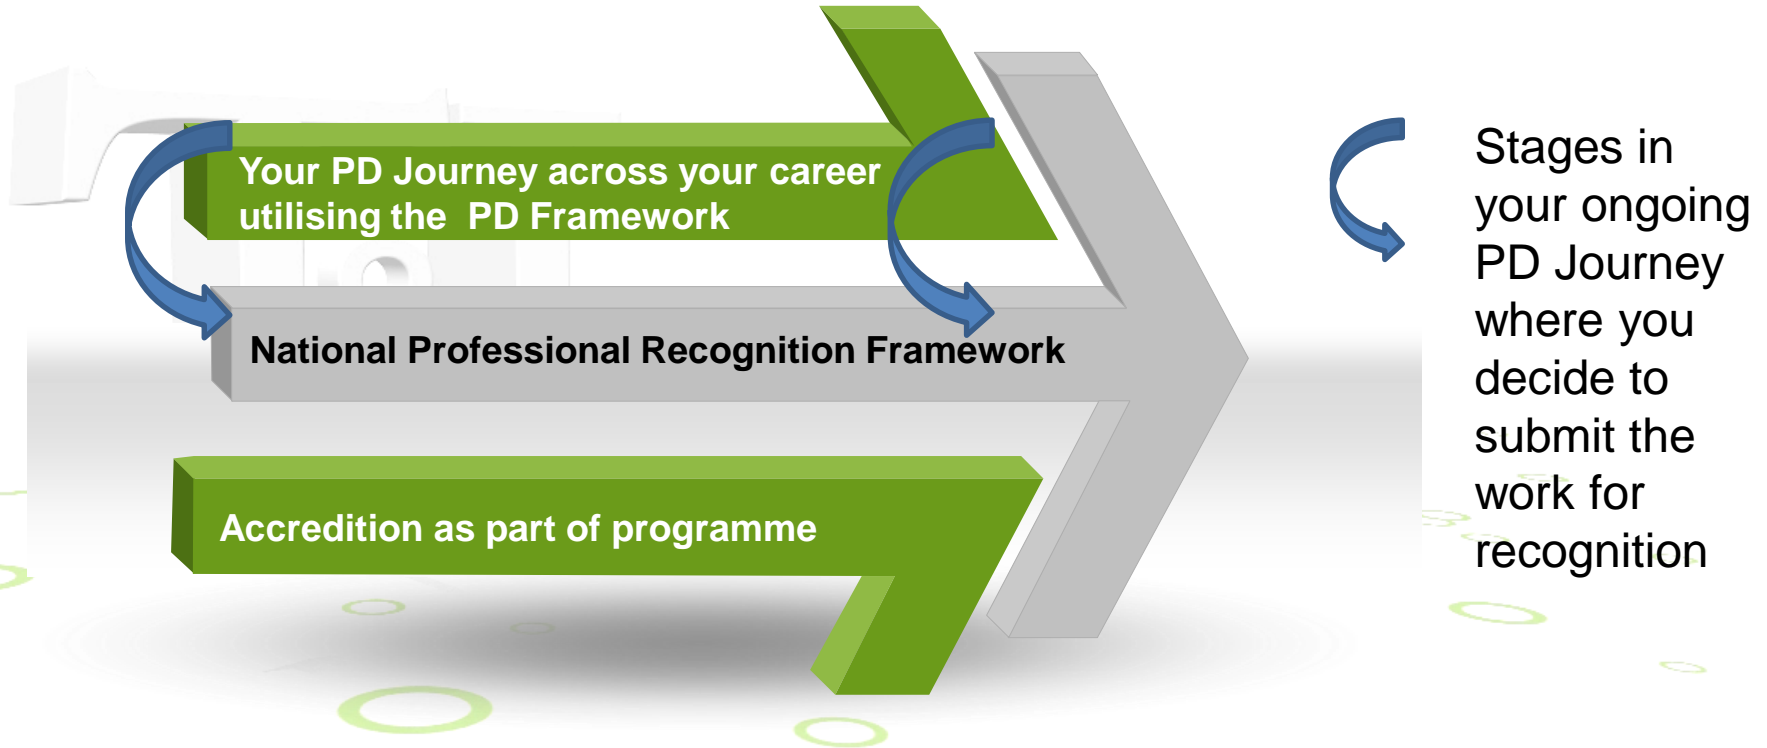 Your PD Journey across your career
utilising the  PD Framework
National Professional Recognition Framework
Accredition as part of programme
Stages in
your ongoing
PD Journey
where you
decide to
submit the
work for
recognition